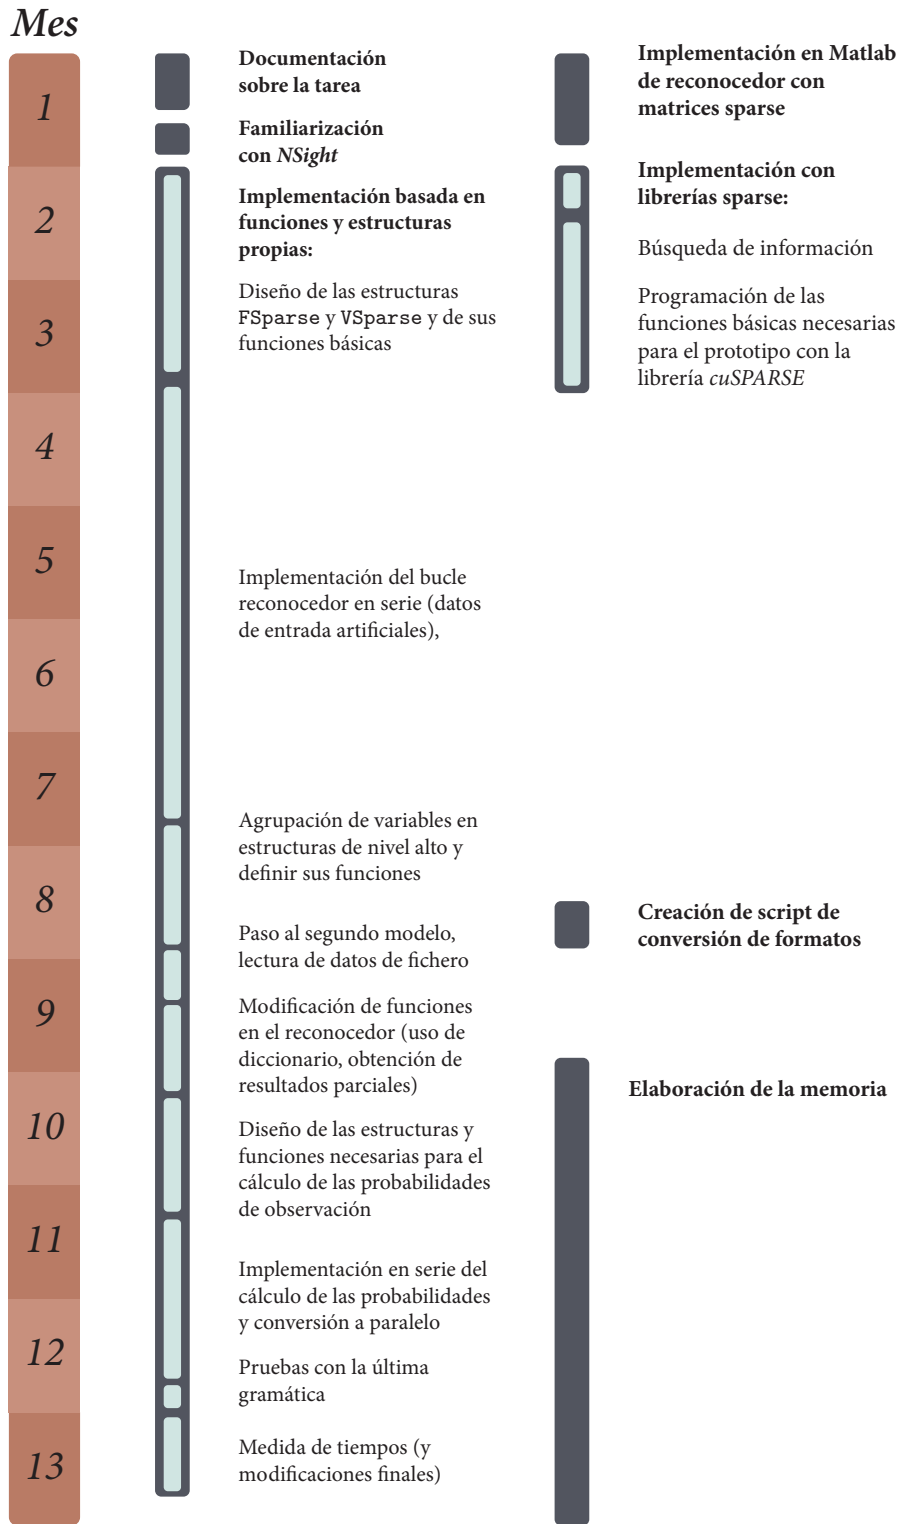 Mes
1
2
3
4
5
6
7
8
9
10
11
12
13
Documentación
sobre la tarea
Familiarización
con NSight
Implementación basada en
funciones y estructuras
propias:
Diseño de las estructuras
FSparse y VSparse y de sus
funciones básicas
Implementación del bucle
reconocedor en serie (datos
de entrada artificiales),
Agrupación de variables en
estructuras de nivel alto y
definir sus funciones
Paso al segundo modelo,
lectura de datos de fichero
Modificación de funciones
en el reconocedor (uso de
diccionario, obtención de
resultados parciales)
Diseño de las estructuras y
funciones necesarias para el
cálculo de las probabilidades
de observación
Implementación en serie del
cálculo de las probabilidades
y conversión a paralelo
Pruebas con la última
gramática
Medida de tiempos (y
modificaciones finales)
Implementación en Matlab
de reconocedor con
matrices sparse
Implementación con
librerías sparse:
Búsqueda de información
Programación de las
funciones básicas necesarias
para el prototipo con la
librería cuSPARSE
Creación de script de
conversión de formatos
Elaboración de la memoria